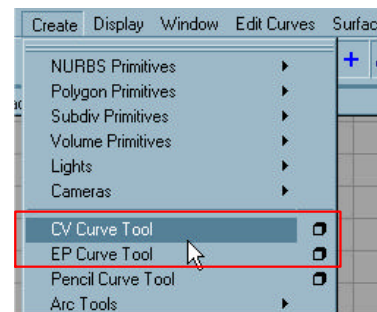 Create Display Window Edit Curves Surfac
NURBS Primitives
Polygon Primitives
Subdiv Primitives
Volume Primitives
Lights
Cameras
CV Curve Tool
EP Curve Tool
Pencil Curve Tool
Arc Tools